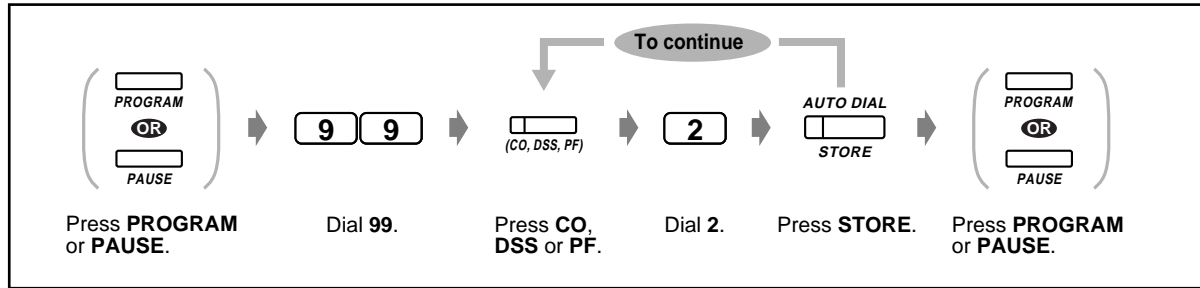 To continue
PROGRAM
OR
PAUSE
9 9
(CO, DSS, PF)
2
AUTO DIAL
STORE
PROGRAM
OR
PAUSE
Press PROGRAM
or PAUSE.
Dial 99.
Press CO,
DSS or PF.
Dial 2.
Press STORE.
Press PROGRAM
or PAUSE.